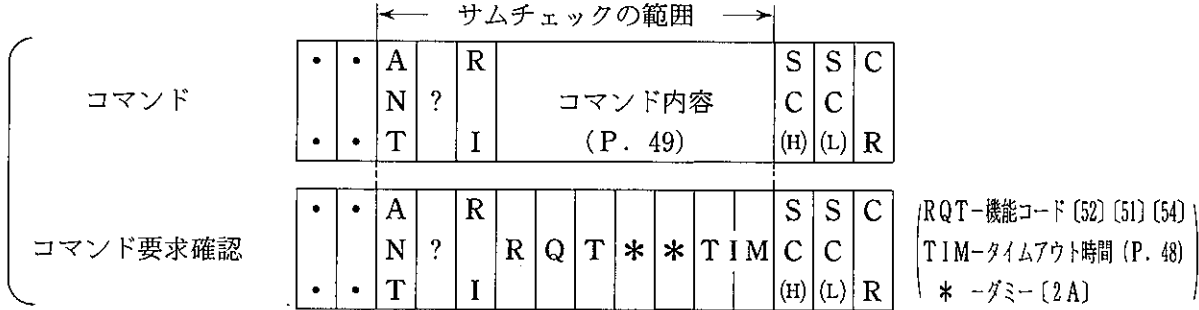 サムチェックの範囲
コマンド
: : ANT ? RI コマンド内容 (P. 49) SC(H) SC(L) CR
コマンド要求確認
: : ANT ? RI R Q T * * T I M SC(H) SC(L) CR
RQT-機能コード〔52〕〔51〕〔54〕
TIM-タイムアウト時間(P. 48)
* -ダミー〔2A〕